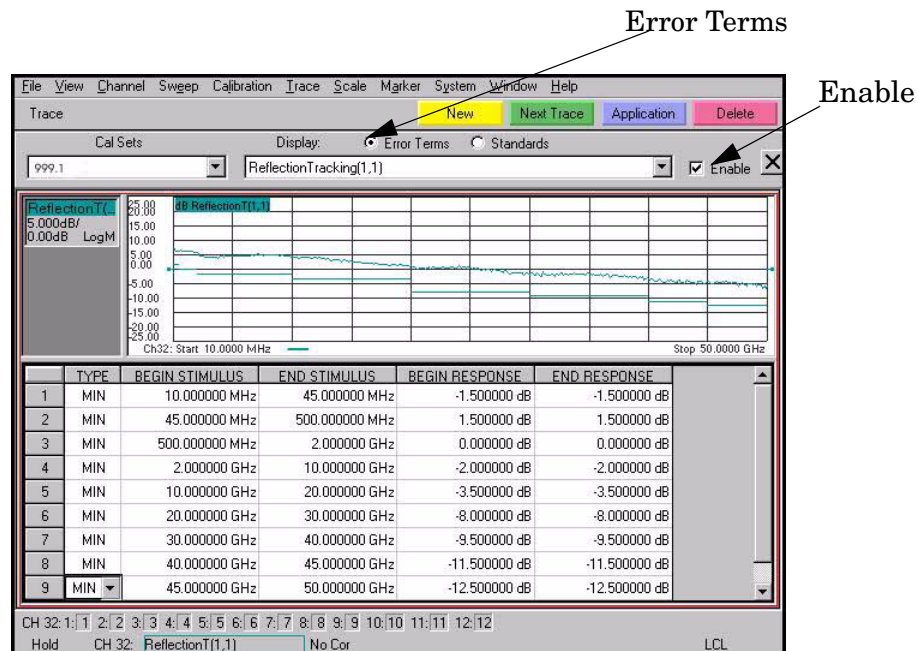 Error Terms
Enable
File View Channel Sweep Calibration Trace Scale Marker System Window Help
Trace New Next Trace Application Delete
Cal Sets Display: Error Terms Standards
999.1 ReflectionTracking(1,1) Enable
ReflectionT(..
5.000dB/
0.00dB LogM
dB ReflectionT(1,1)
25.00
20.00
15.00
10.00
5.00
0.00
-5.00
-10.00
-15.00
-20.00
-25.00
Ch32: Start 10.0000 MHz Stop 50.0000 GHz
TYPE BEGIN STIMULUS END STIMULUS BEGIN RESPONSE END RESPONSE
1 MIN 10.000000 MHz 45.000000 MHz -1.500000 dB -1.500000 dB
2 MIN 45.000000 MHz 500.000000 MHz 1.500000 dB 1.500000 dB
3 MIN 500.000000 MHz 2.000000 GHz 0.000000 dB 0.000000 dB
4 MIN 2.000000 GHz 10.000000 GHz -2.000000 dB -2.000000 dB
5 MIN 10.000000 GHz 20.000000 GHz -3.500000 dB -3.500000 dB
6 MIN 20.000000 GHz 30.000000 GHz -8.000000 dB -8.000000 dB
7 MIN 30.000000 GHz 40.000000 GHz -9.500000 dB -9.500000 dB
8 MIN 40.000000 GHz 45.000000 GHz -11.500000 dB -11.500000 dB
9 MIN 45.000000 GHz 50.000000 GHz -12.500000 dB -12.500000 dB
CH 32: 1: 1 2: 2 3: 3 4: 4 5: 5 6: 6 7: 7 8: 8 9: 9 10: 10 11: 11 12: 12
Hold CH 32: ReflectionT(1,1) No Cor LCL